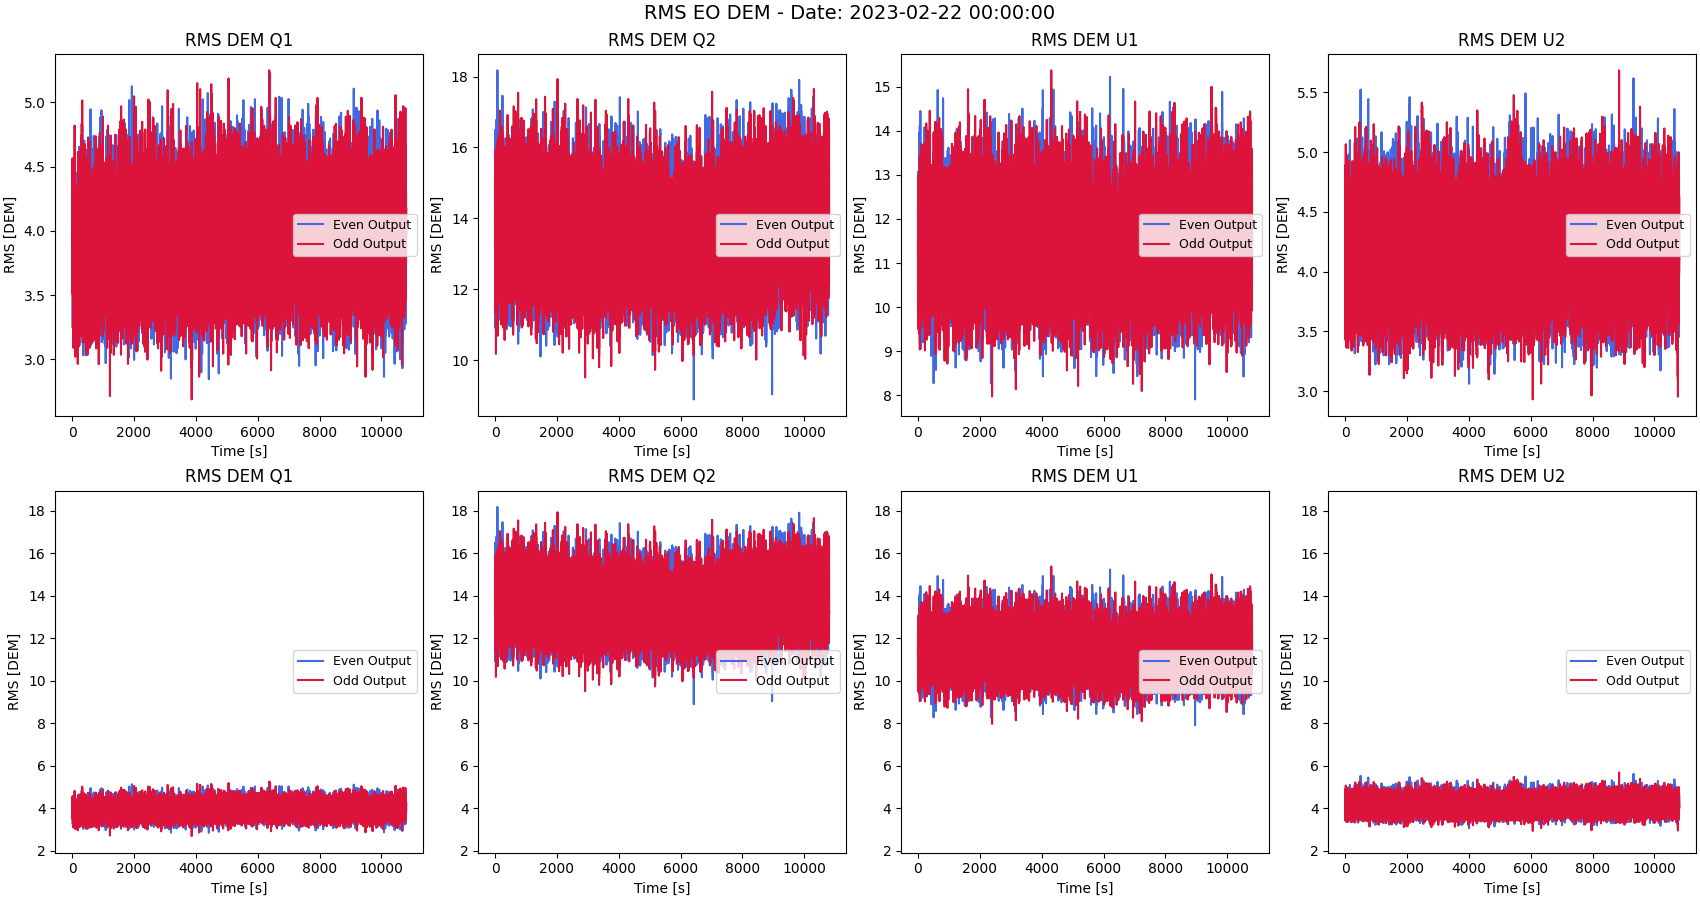 RMS EO DEM - Date: 2023-02-22 00:00:00
RMS DEM Q1
RMS DEM Q2
RMS DEM U1
RMS DEM U2
RMS [DEM]
5.0
4.5
4.0
3.5
3.0
Even Output
Odd Output
0 2000 4000 6000 8000 10000
Time [s]
RMS [DEM]
18
16
14
12
10
Even Output
Odd Output
0 2000 4000 6000 8000 10000
Time [s]
RMS [DEM]
15
14
13
12
11
10
9
8
Even Output
Odd Output
0 2000 4000 6000 8000 10000
Time [s]
RMS [DEM]
5.5
5.0
4.5
4.0
3.5
3.0
Even Output
Odd Output
0 2000 4000 6000 8000 10000
Time [s]
RMS DEM Q1
RMS DEM Q2
RMS DEM U1
RMS DEM U2
RMS [DEM]
18
16
14
12
10
8
6
4
2
Even Output
Odd Output
0 2000 4000 6000 8000 10000
Time [s]
RMS [DEM]
18
16
14
12
10
8
6
4
2
Even Output
Odd Output
0 2000 4000 6000 8000 10000
Time [s]
RMS [DEM]
18
16
14
12
10
8
6
4
2
Even Output
Odd Output
0 2000 4000 6000 8000 10000
Time [s]
RMS [DEM]
18
16
14
12
10
8
6
4
2
Even Output
Odd Output
0 2000 4000 6000 8000 10000
Time [s]